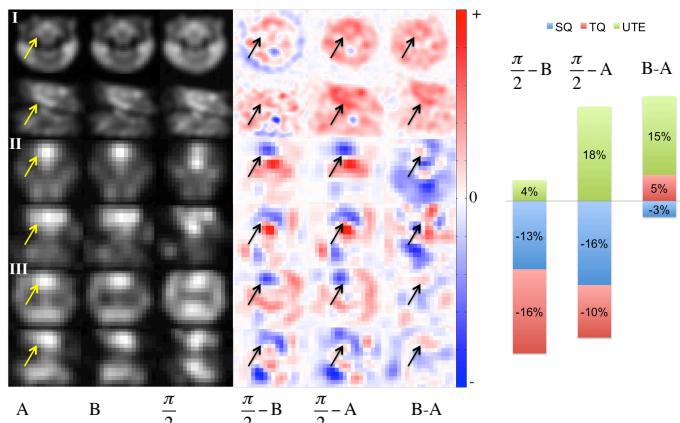 I
II
III
+
0
-
A
B
π/2
π/2 – B
π/2 – A
B-A
SQ TQ UTE
π/2 – B
π/2 – A
B-A
4%
-13%
-16%
18%
-16%
-10%
15%
5%
-3%